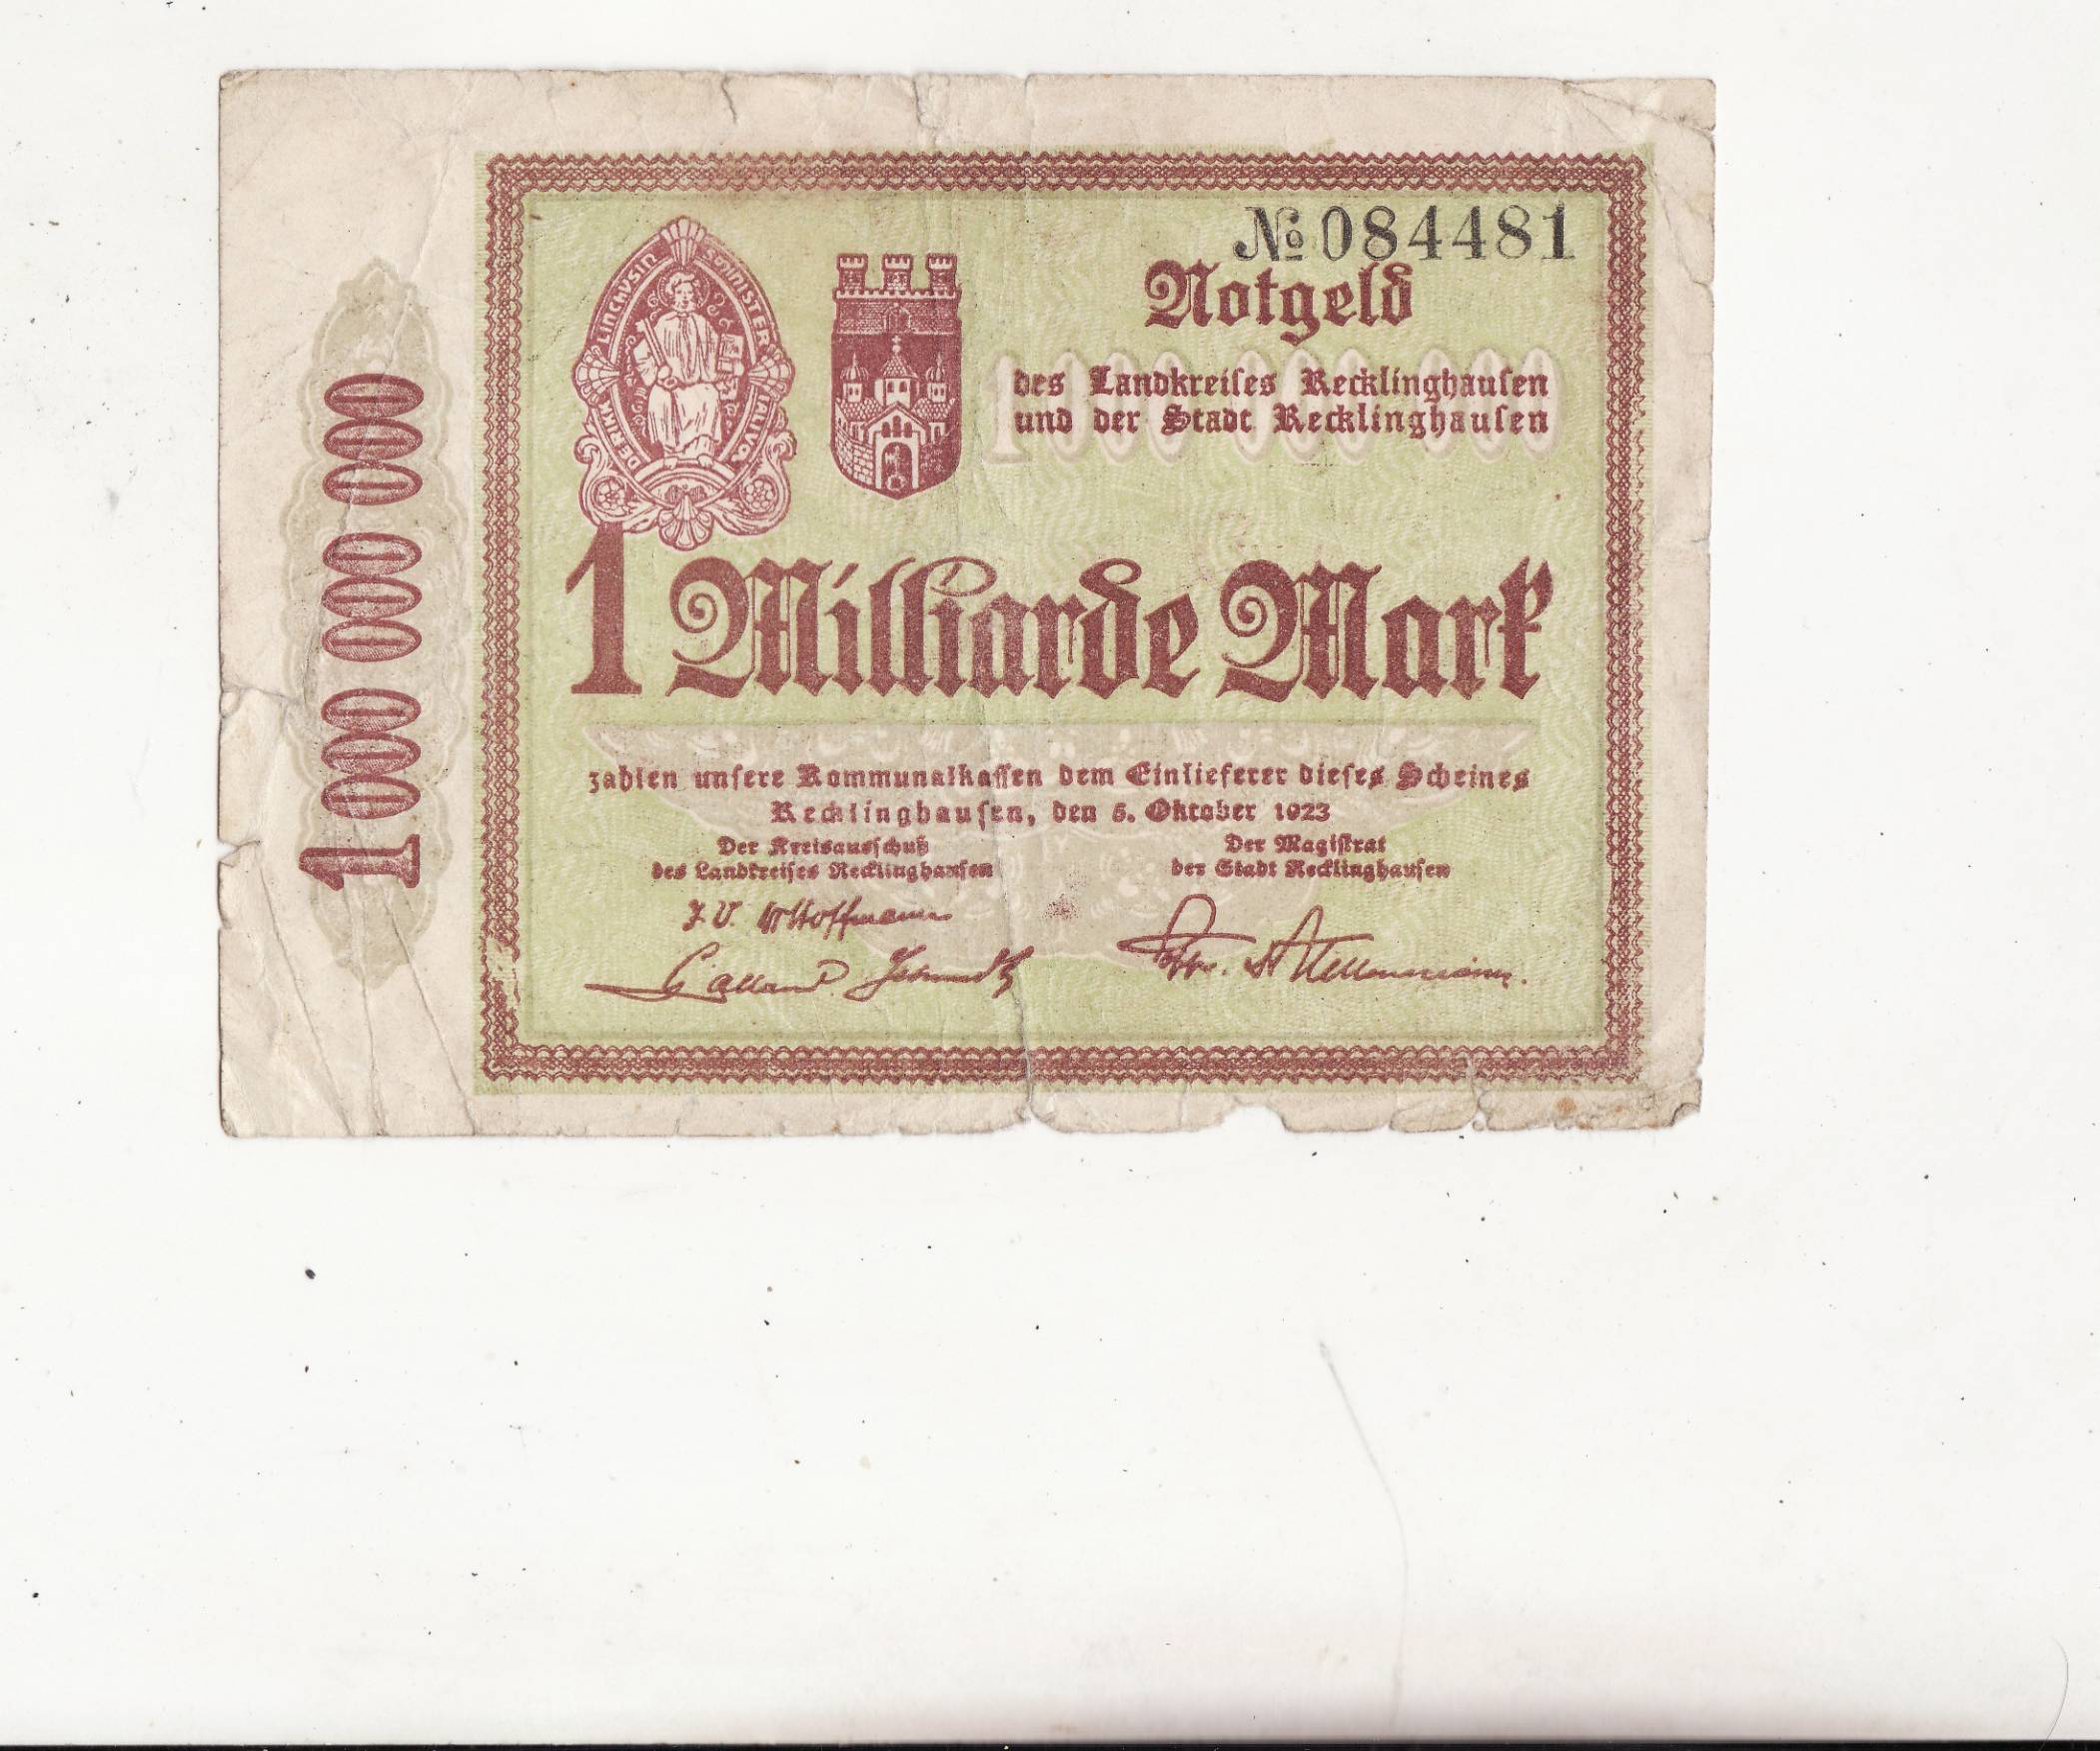 № 084481
Notgeld
des Landkreises Recklinghausen
und der Stadt Recklinghausen
1 000 000 000
1 Milliarde Mark
zahlen unsere Kommunalkassen dem Einlieferer dieses Scheines
Recklinghausen, den 5. Oktober 1923
Der Kreisausschuß
des Landkreises Recklinghausen
Der Magistrat
der Stadt Recklinghausen
J. V. Hoffmann